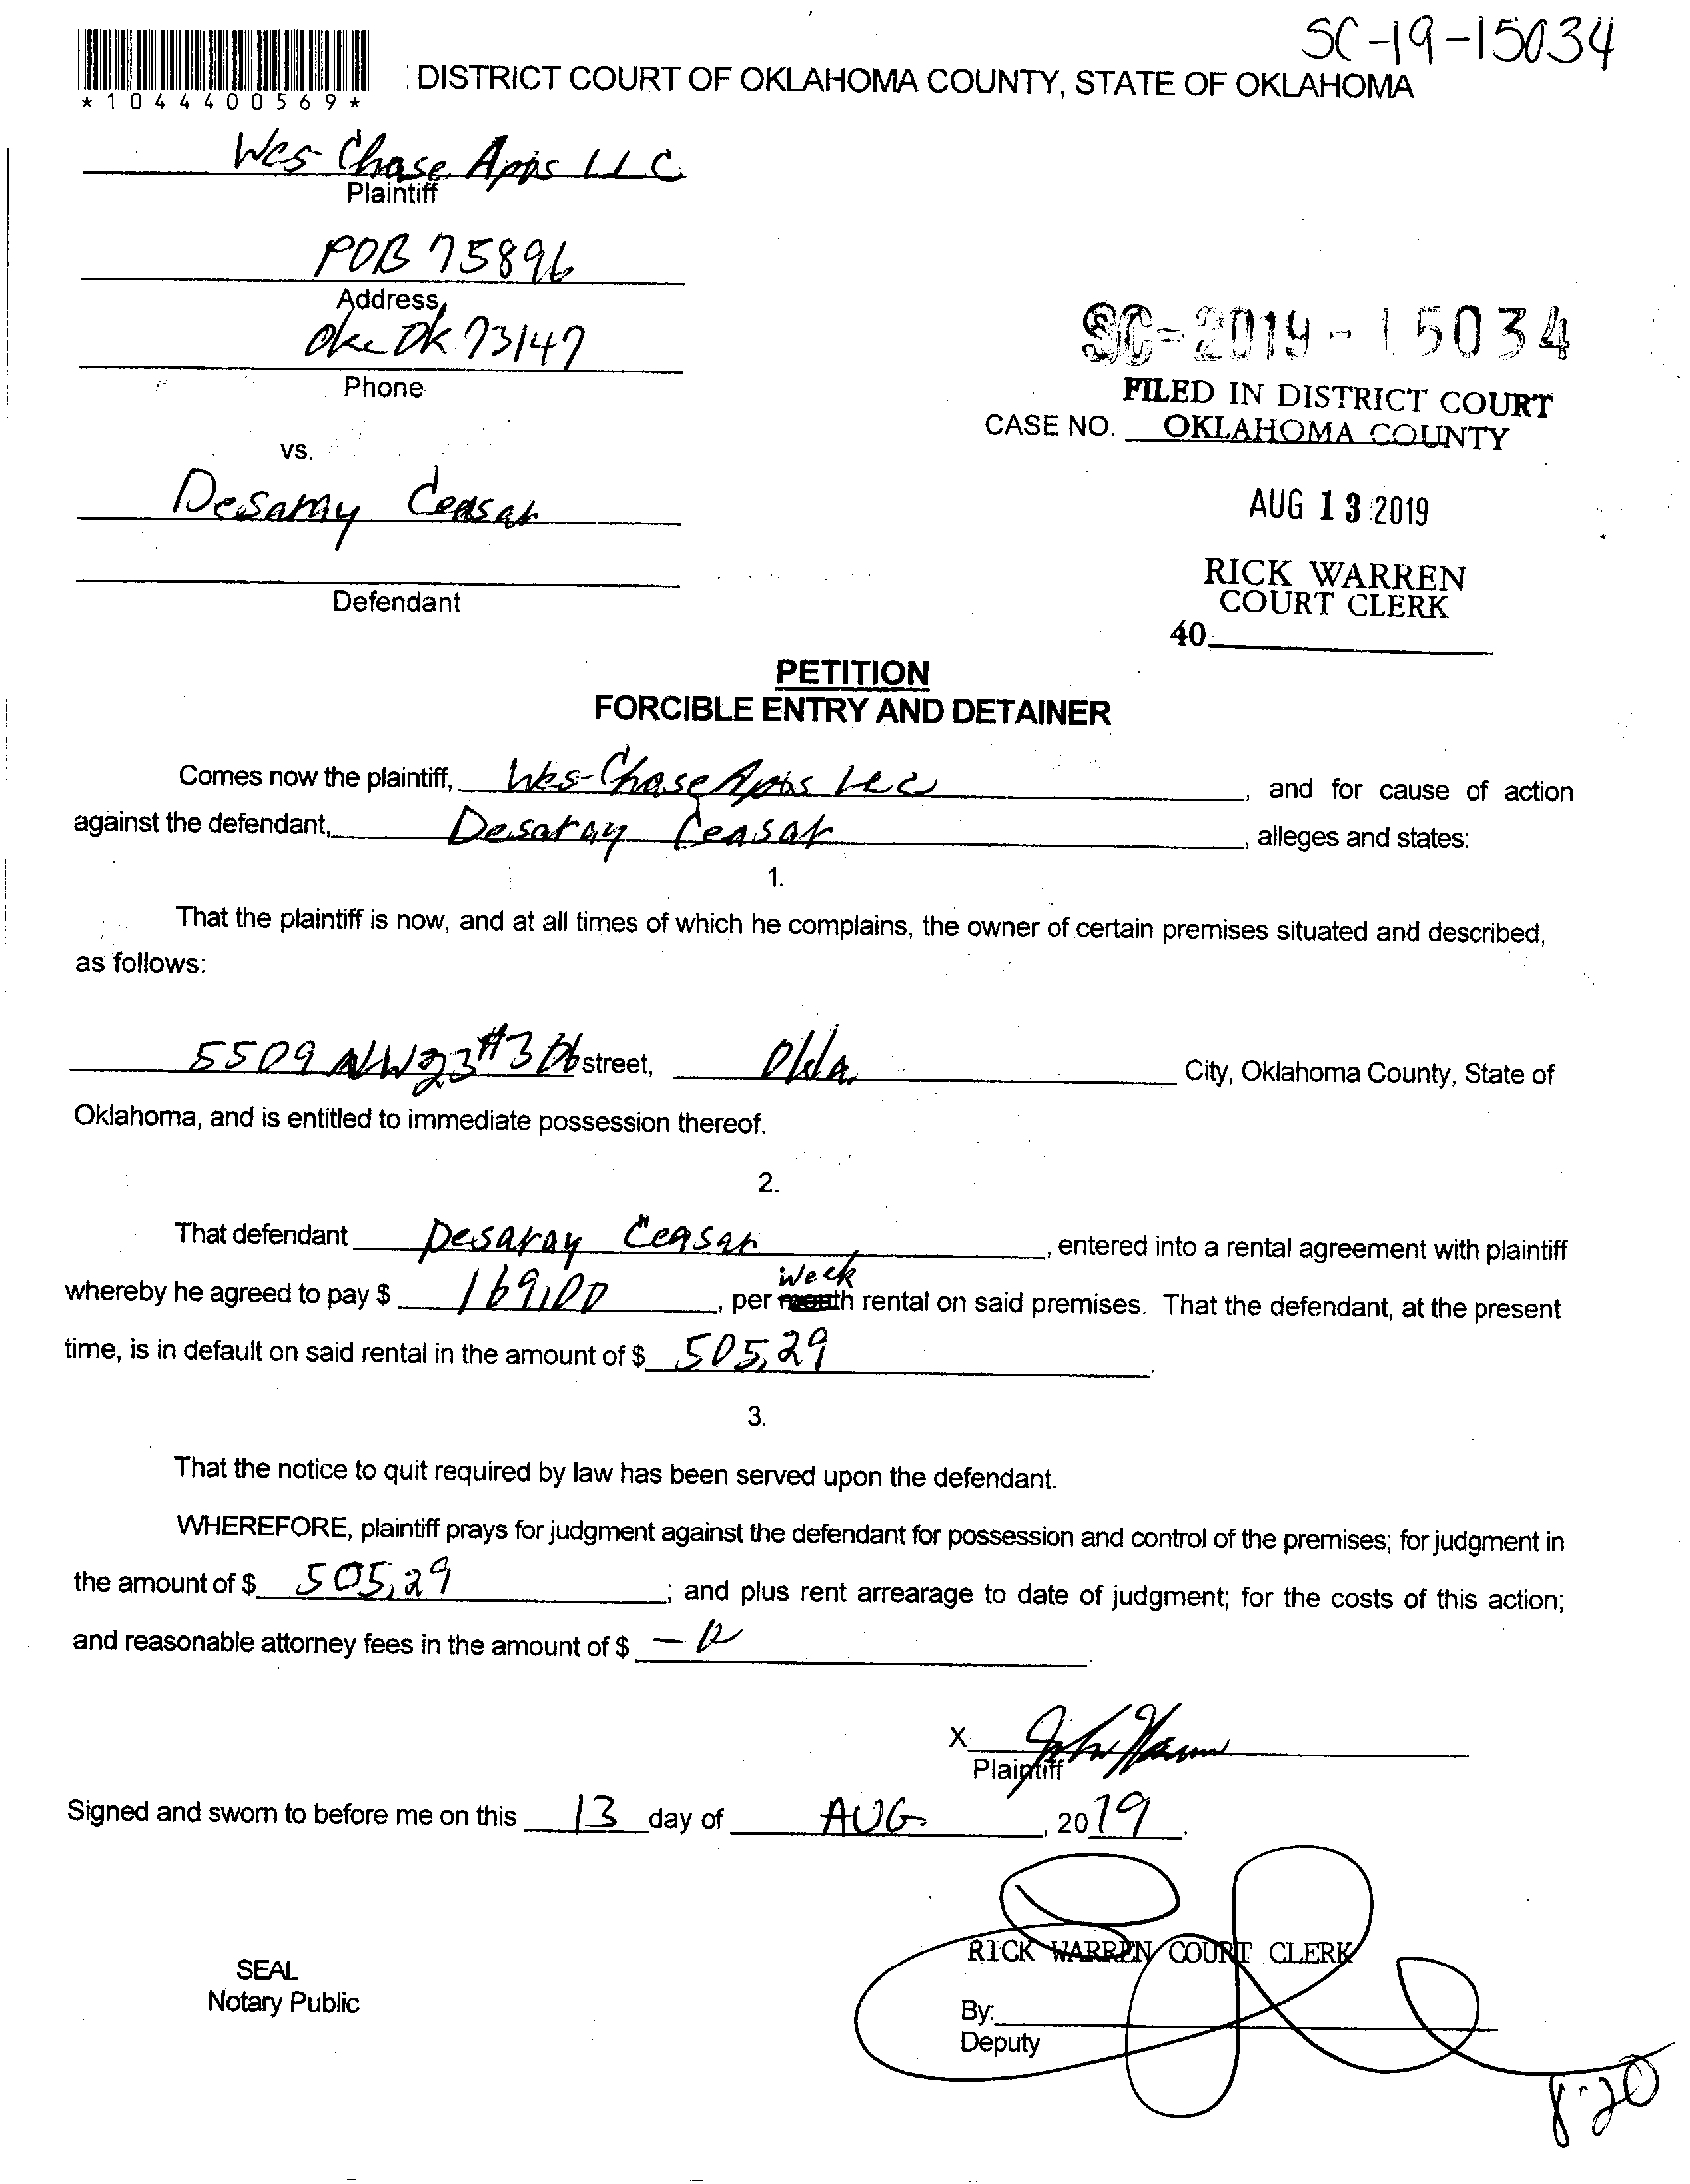 SC-19-15034
*1044400569*
DISTRICT COURT OF OKLAHOMA COUNTY, STATE OF OKLAHOMA
Wes-Chase Apts LLC
Plaintiff
POB 75896
Address
Okc Ok 73147
Phone
SC-2019-15034
FILED IN DISTRICT COURT
CASE NO. OKLAHOMA COUNTY
vs.
Desaray Ceasar
AUG 13 2019
RICK WARREN
COURT CLERK
Defendant
40
PETITION
FORCIBLE ENTRY AND DETAINER
Comes now the plaintiff, Wes-Chase Apts LLC, and for cause of action
against the defendant, Desaray Ceasar, alleges and states:
1.
That the plaintiff is now, and at all times of which he complains, the owner of certain premises situated and described,
as follows:
5509 NW 23 #306 street, Okla. City, Oklahoma County, State of
Oklahoma, and is entitled to immediate possession thereof.
2.
That defendant Desaray Ceasar, entered into a rental agreement with plaintiff
whereby he agreed to pay $ 169.00, per month week rental on said premises. That the defendant, at the present
time, is in default on said rental in the amount of $ 505.29.
3.
That the notice to quit required by law has been served upon the defendant.
WHEREFORE, plaintiff prays for judgment against the defendant for possession and control of the premises; for judgment in
the amount of $ 505.29; and plus rent arrearage to date of judgment; for the costs of this action;
and reasonable attorney fees in the amount of $
X
Plaintiff
Signed and sworn to before me on this 13 day of AUG, 2019.
RICK WARREN COURT CLERK
SEAL
Notary Public
By:
Deputy
8-20